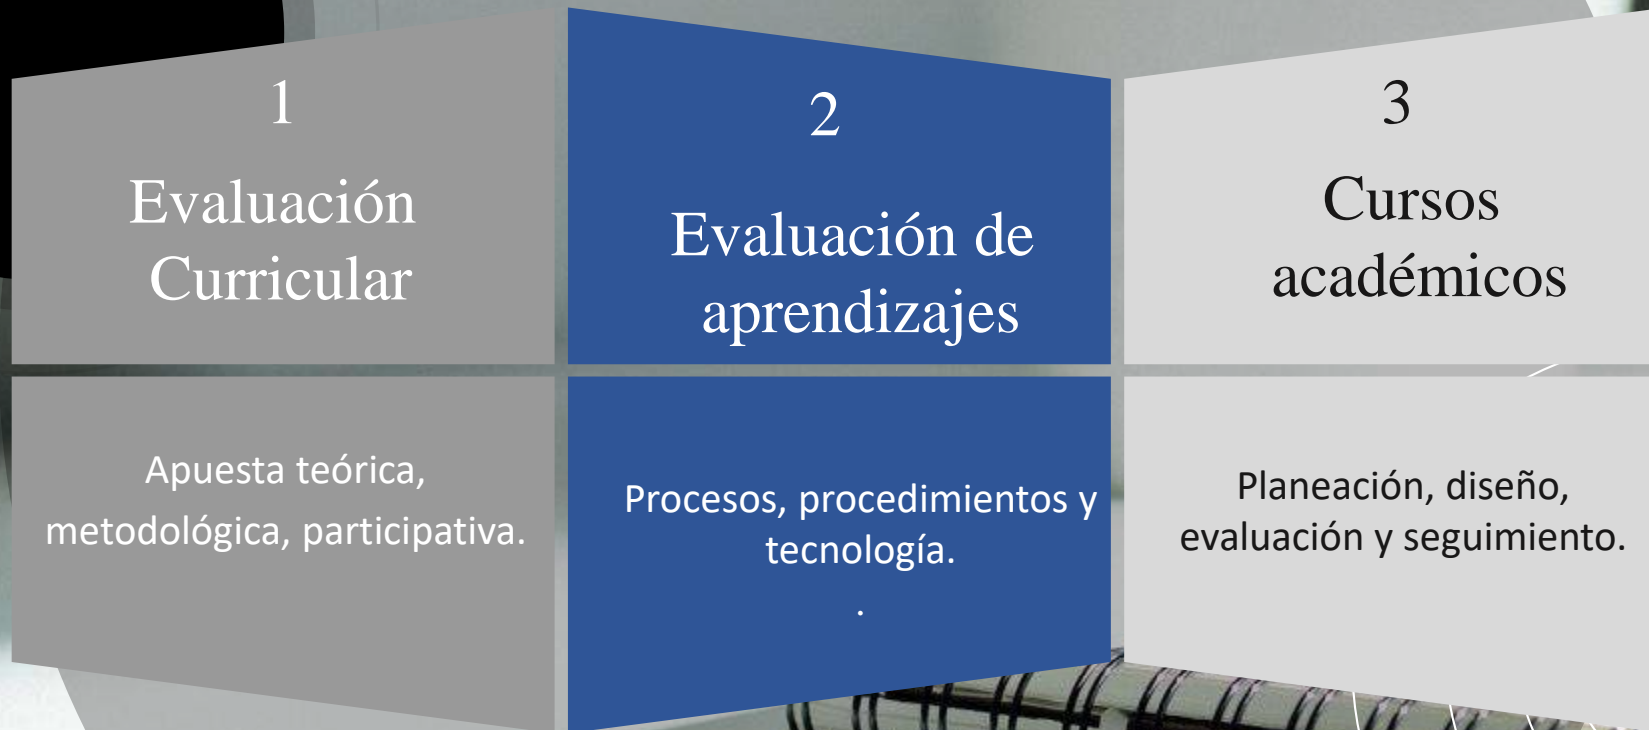 1
Evaluación
Curricular
Apuesta teórica,
metodológica, participativa.
2
Evaluación de
aprendizajes
Procesos, procedimientos y
tecnología.
.
3
Cursos
académicos
Planeación, diseño,
evaluación y seguimiento.